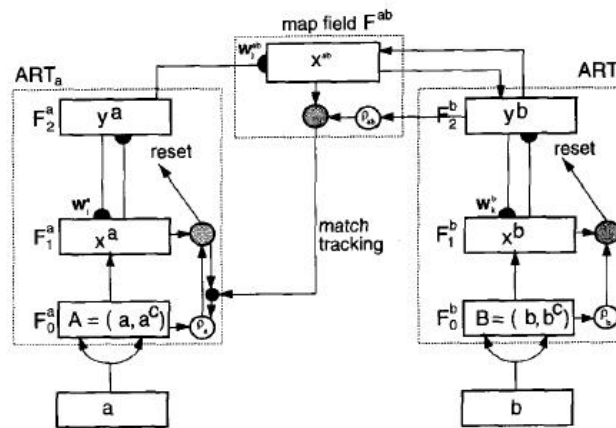 map field F^ab
w_j^ab
x^ab
ART_a
ART
F_2^a
y^a
ρ_ab
F_2^b
y^b
reset
reset
w_j^a
w_k^b
F_1^a
x^a
match
tracking
F_1^b
x^b
F_0^a
A = ( a, a^c)
ρ_a
F_0^b
B = ( b, b^c)
ρ_b
a
b